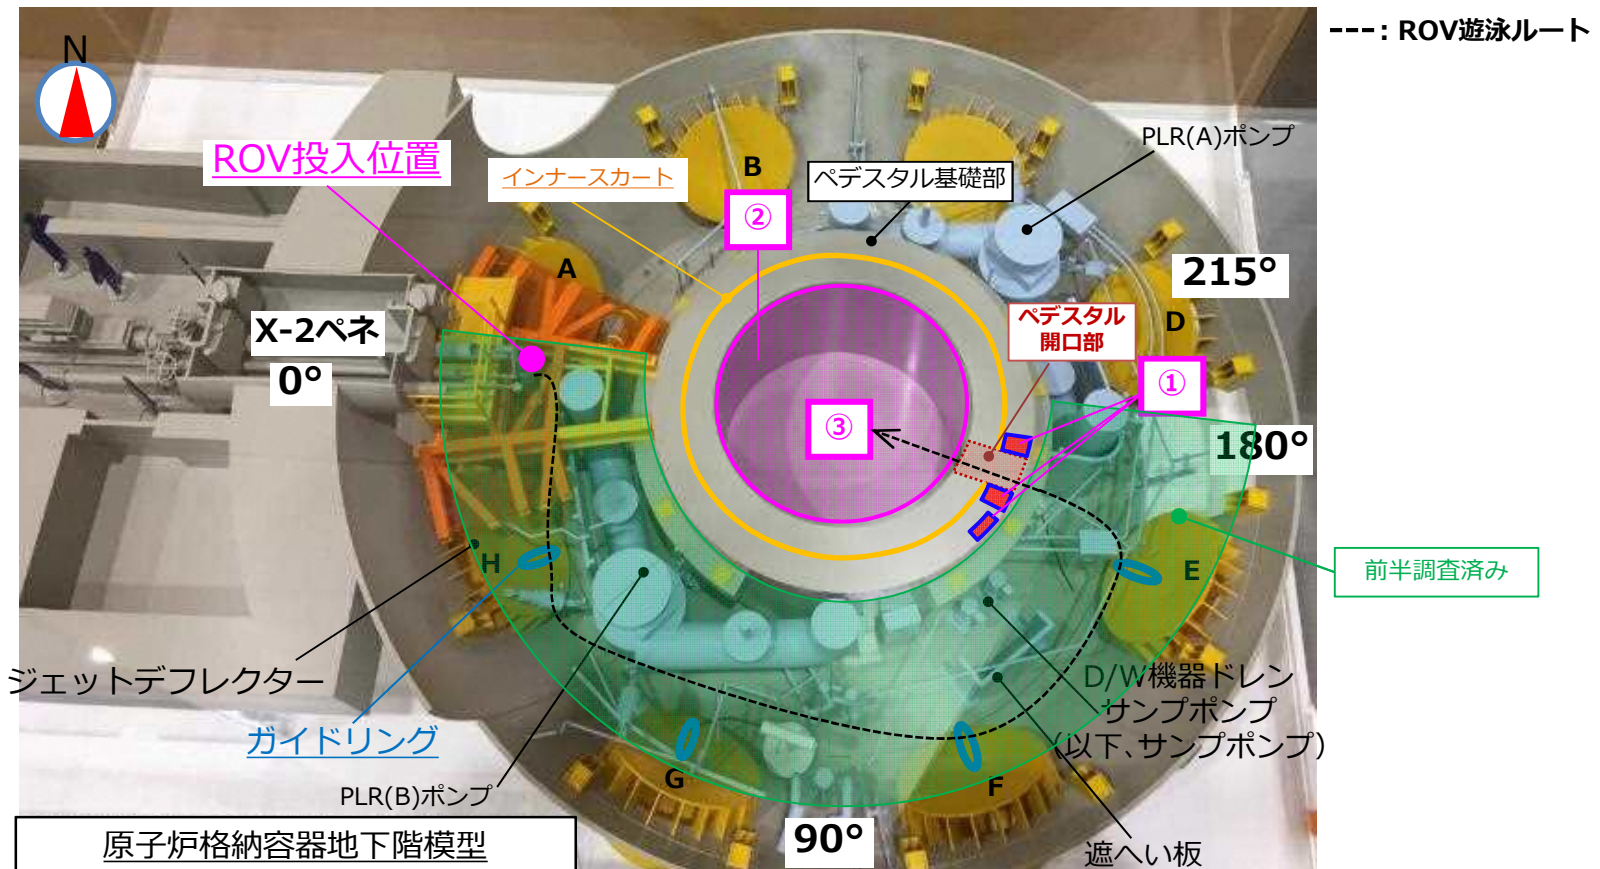 ---: ROV遊泳ルート
N
ROV投入位置
インナースカート
B
②
ペデスタル基礎部
PLR(A)ポンプ
A
215°
D
ペデスタル
開口部
X-2ペネ
0°
①
③
180°
H
E
前半調査済み
ジェットデフレクター
ガイドリング
D/W機器ドレン
サンプポンプ
(以下、サンプポンプ)
G
F
PLR(B)ポンプ
90°
遮へい板
原子炉格納容器地下階模型